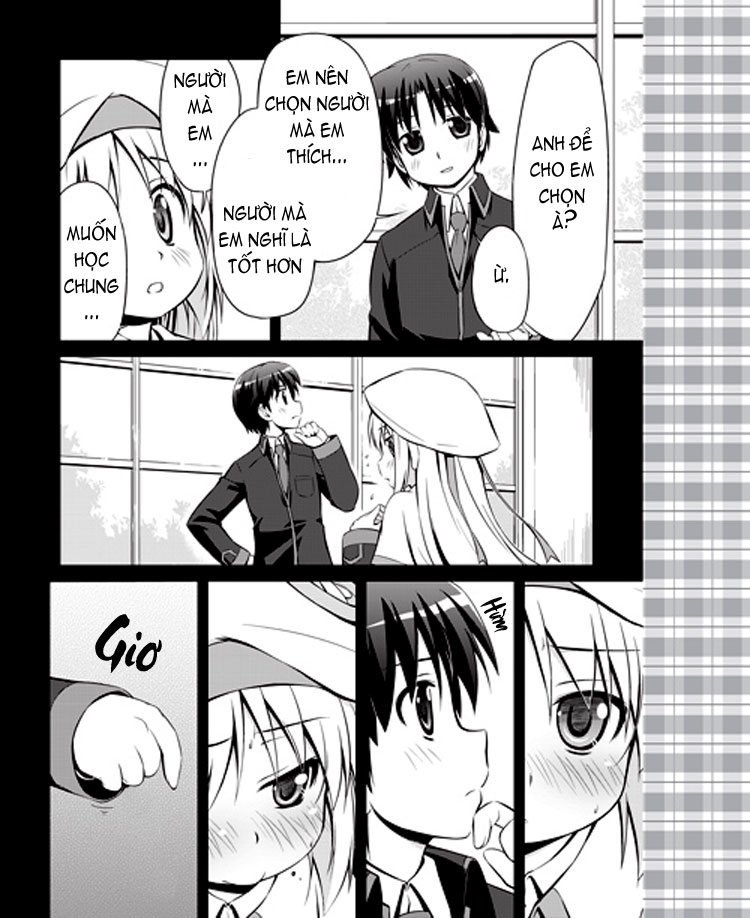 ANH ĐỂ
CHO EM
CHỌN
À?
Ừ.
EM NÊN
CHỌN NGƯỜI
MÀ EM
THÍCH...
NGƯỜI MÀ
EM NGHĨ LÀ
TỐT HƠN
NGƯỜI
MÀ
EM
...
MUỐN
HỌC
CHUNG
...
Hừm
Giơ